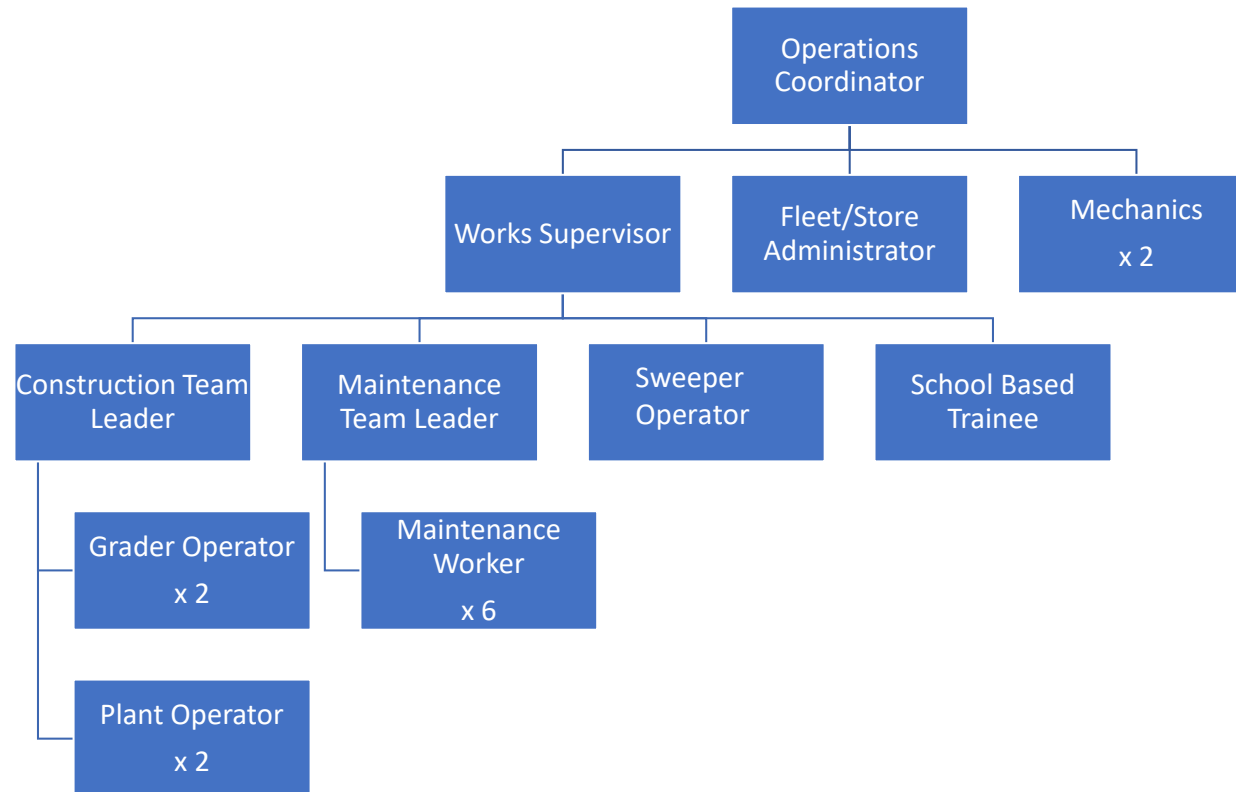 Operations
Coordinator
Works Supervisor
Fleet/Store
Administrator
Mechanics
x 2
Construction Team
Leader
Maintenance
Team Leader
Sweeper
Operator
School Based
Trainee
Grader Operator
x 2
Maintenance
Worker
x 6
Plant Operator
x 2